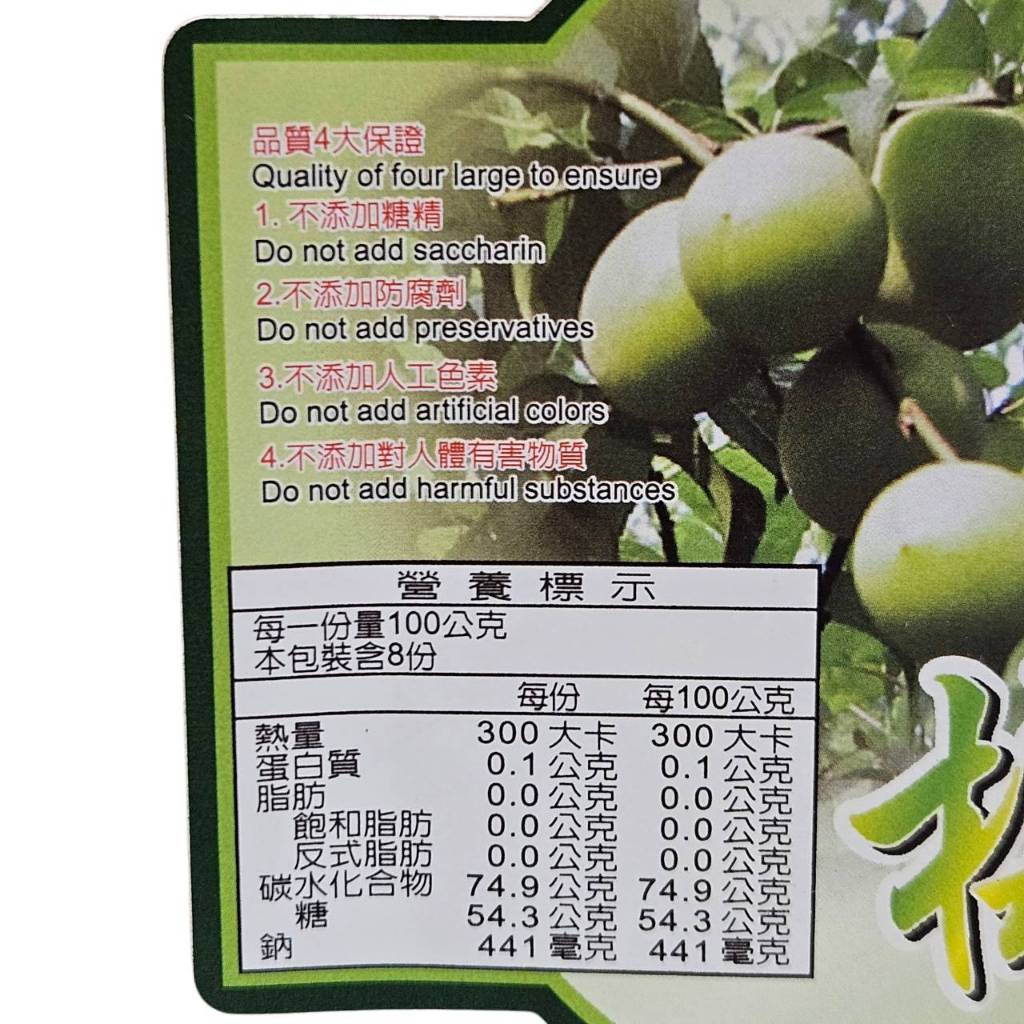 品質4大保證
Quality of four large to ensure
1. 不添加糖精
Do not add saccharin
2.不添加防腐劑
Do not add preservatives
3.不添加人工色素
Do not add artificial colors
4.不添加對人體有害物質
Do not add harmful substances
營養標示
每一份量100公克
本包裝含8份
每份 每100公克
熱量 300 大卡 300 大卡
蛋白質 0.1 公克 0.1 公克
脂肪 0.0 公克 0.0 公克
飽和脂肪 0.0 公克 0.0 公克
反式脂肪 0.0 公克 0.0 公克
碳水化合物 74.9 公克 74.9 公克
糖 54.3 公克 54.3 公克
鈉 441 毫克 441 毫克